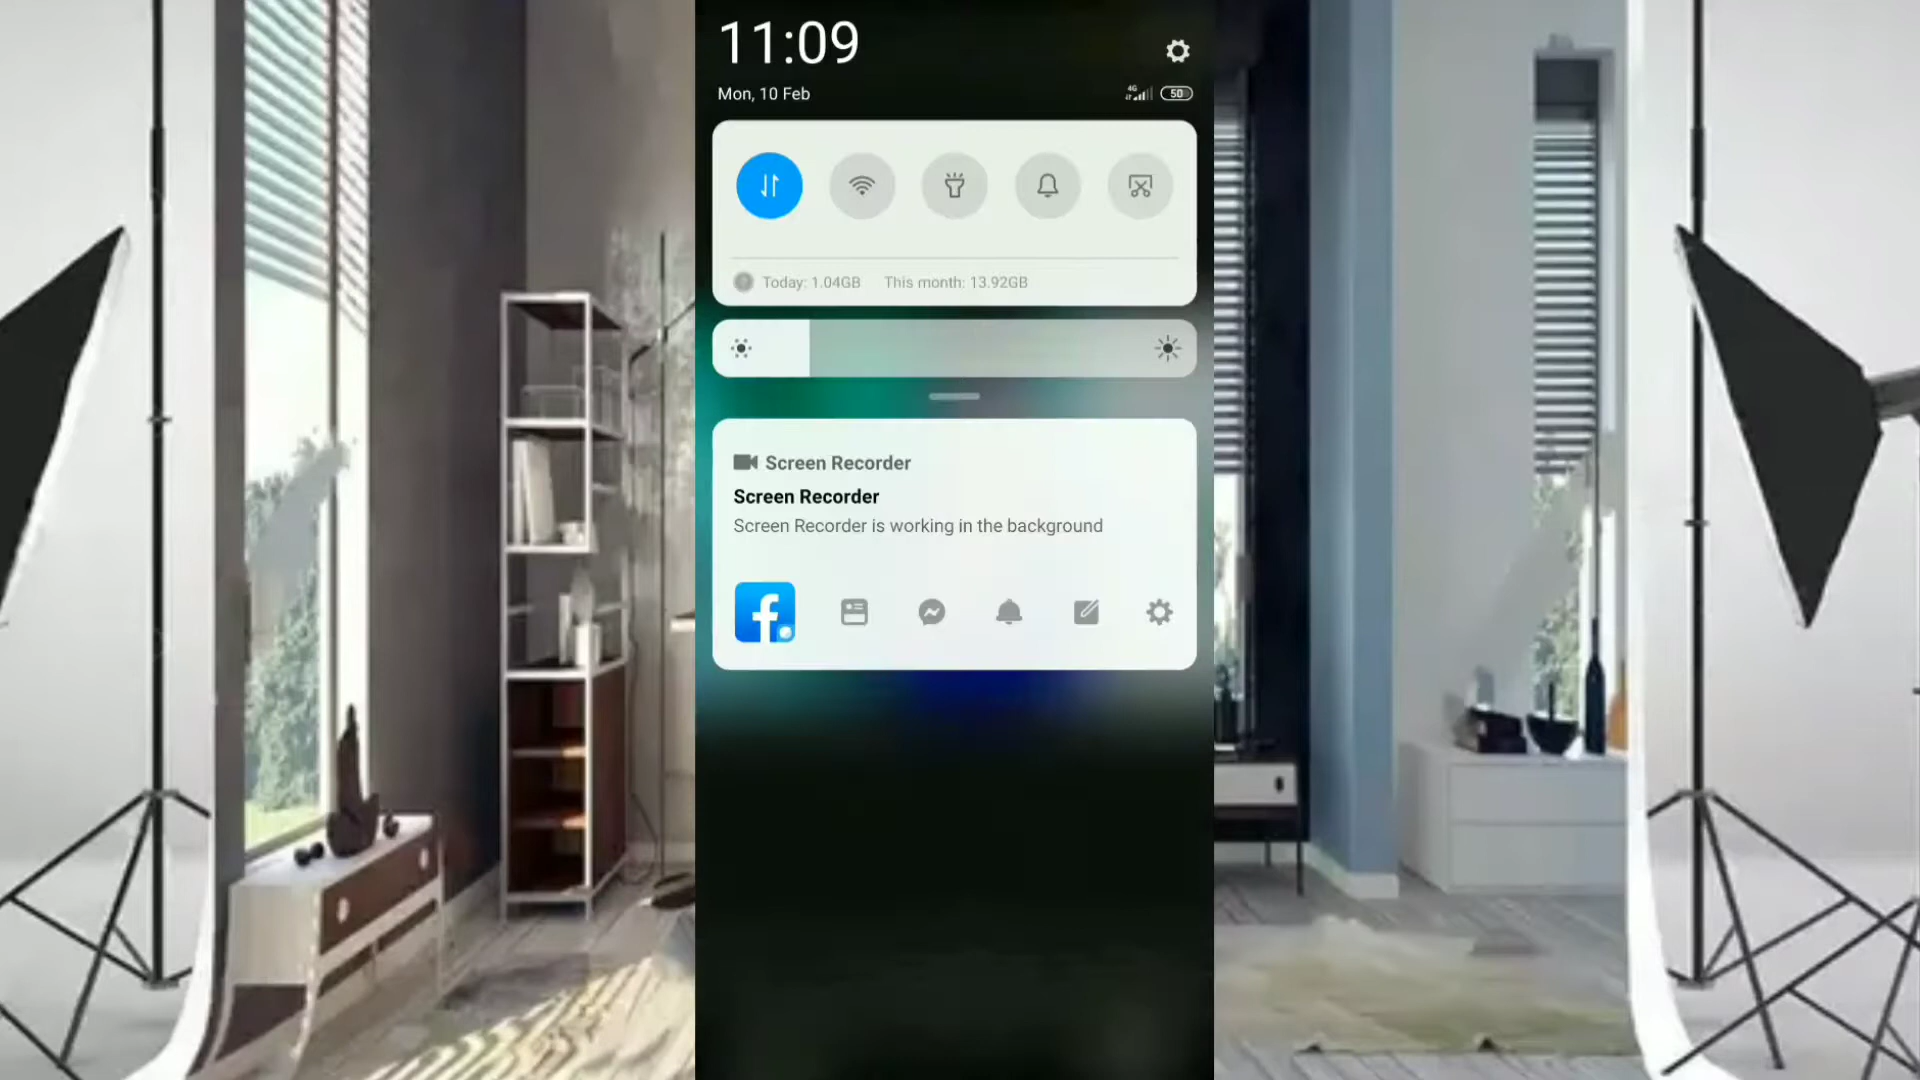 11:09
Mon, 10 Feb
4G
50
Today: 1.04GB This month: 13.92GB
Screen Recorder
Screen Recorder
Screen Recorder is working in the background